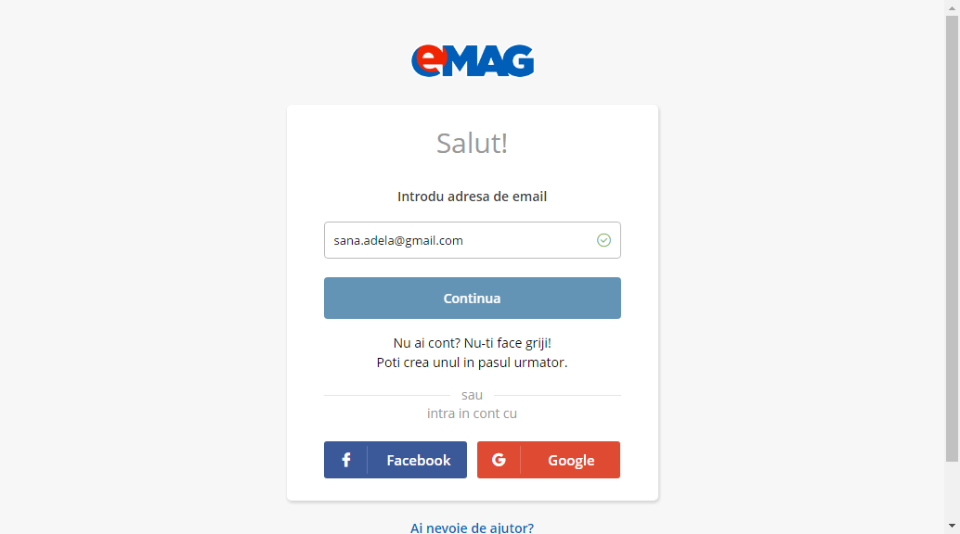 eMAG
Salut!
Introdu adresa de email
sana.adela@gmail.com
Continua
Nu ai cont? Nu-ti face griji!
Poti crea unul in pasul urmator.
sau
intra in cont cu
Facebook
Google
Ai nevoie de ajutor?